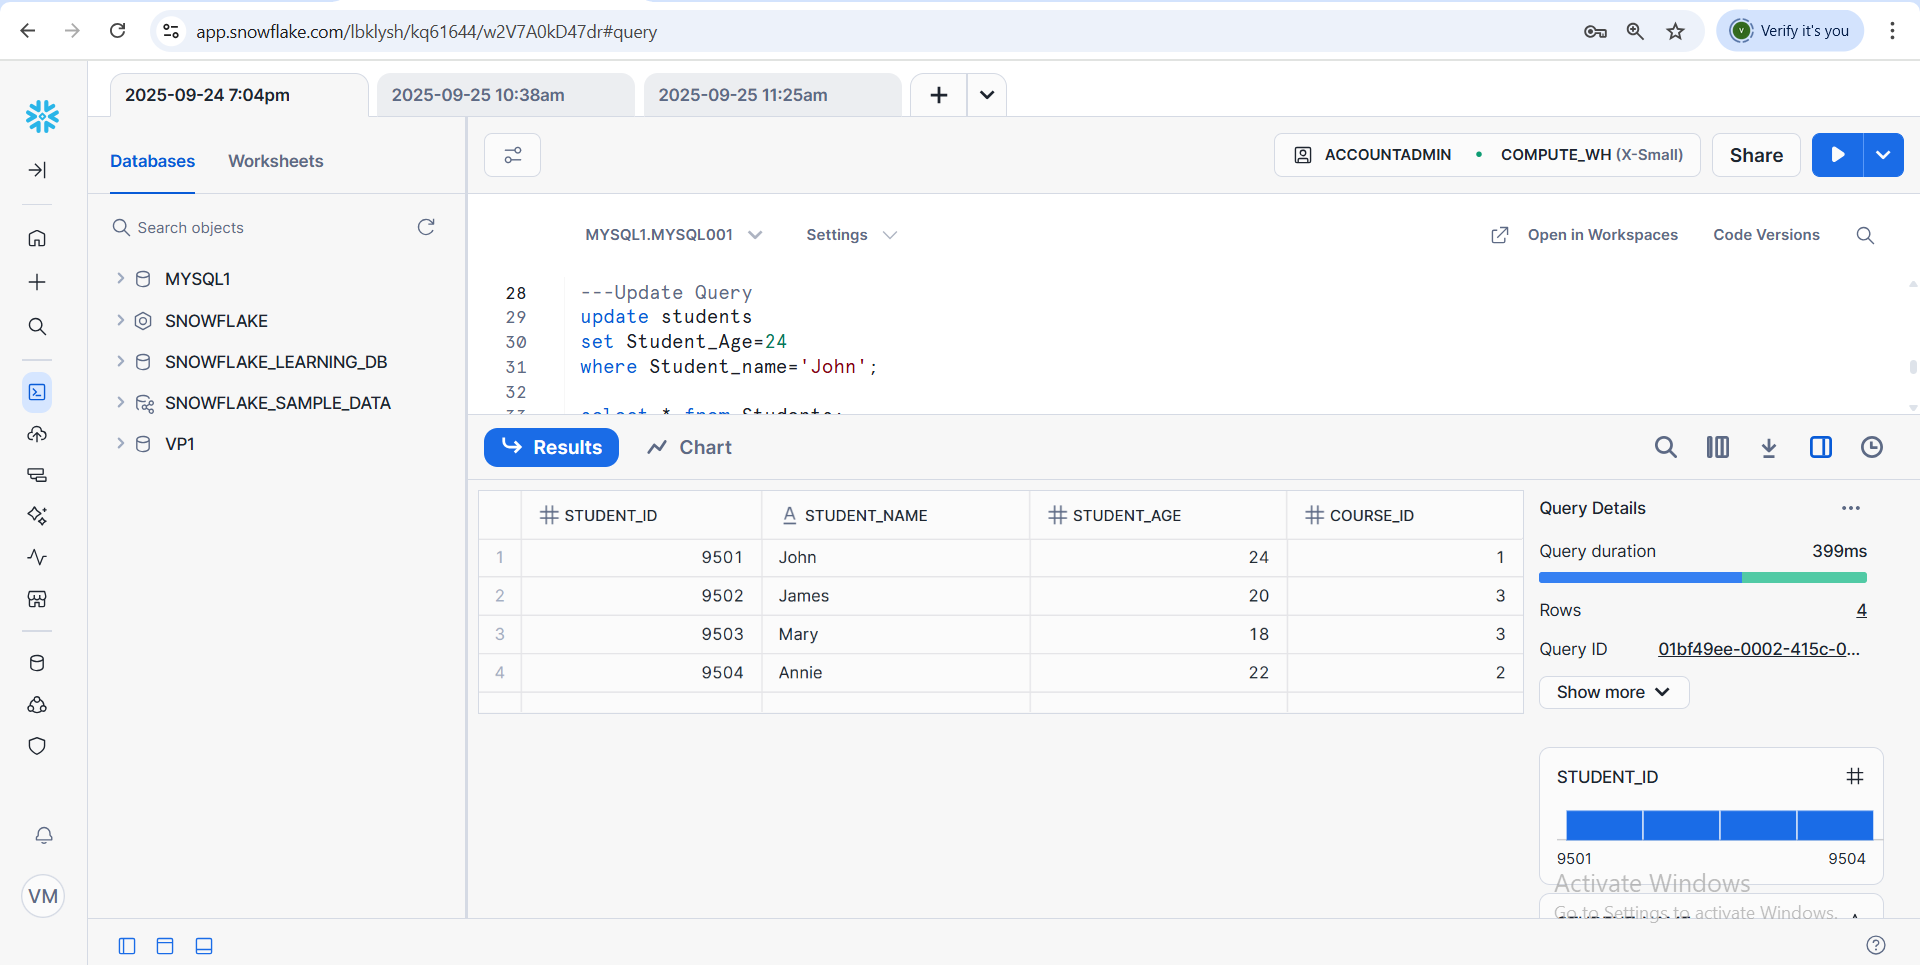 app.snowflake.com/lbklysh/kq61644/w2V7A0kD47dr#query
Verify it's you
2025-09-24 7:04pm
2025-09-25 10:38am
2025-09-25 11:25am
Databases
Worksheets
ACCOUNTADMIN
COMPUTE_WH (X-Small)
Share
Search objects
MYSQL1
SNOWFLAKE
SNOWFLAKE_LEARNING_DB
SNOWFLAKE_SAMPLE_DATA
VP1
MYSQL1.MYSQL001
Settings
Open in Workspaces
Code Versions
28 ---Update Query
29 update students
30 set Student_Age=24
31 where Student_name='John';
32
33 select * from Students;
Results
Chart
STUDENT_ID STUDENT_NAME STUDENT_AGE COURSE_ID
1 9501 John 24 1
2 9502 James 20 3
3 9503 Mary 18 3
4 9504 Annie 22 2
Query Details
Query duration 399ms
Rows 4
Query ID 01bf49ee-0002-415c-0...
Show more
STUDENT_ID
9501 9504
Activate Windows
Go to Settings to activate Windows.
V
VM